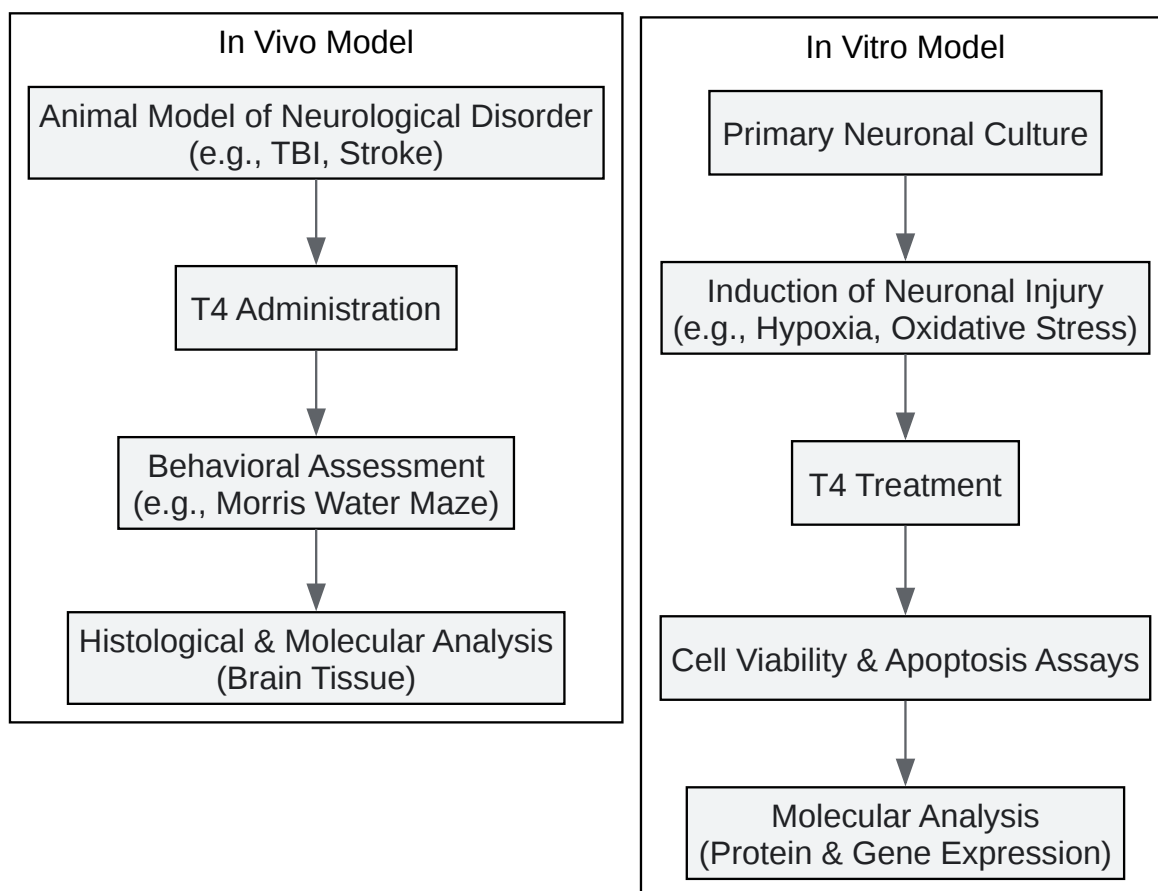 In Vivo Model
Animal Model of Neurological Disorder
(e.g., TBI, Stroke)
T4 Administration
Behavioral Assessment
(e.g., Morris Water Maze)
Histological & Molecular Analysis
(Brain Tissue)
In Vitro Model
Primary Neuronal Culture
Induction of Neuronal Injury
(e.g., Hypoxia, Oxidative Stress)
T4 Treatment
Cell Viability & Apoptosis Assays
Molecular Analysis
(Protein & Gene Expression)